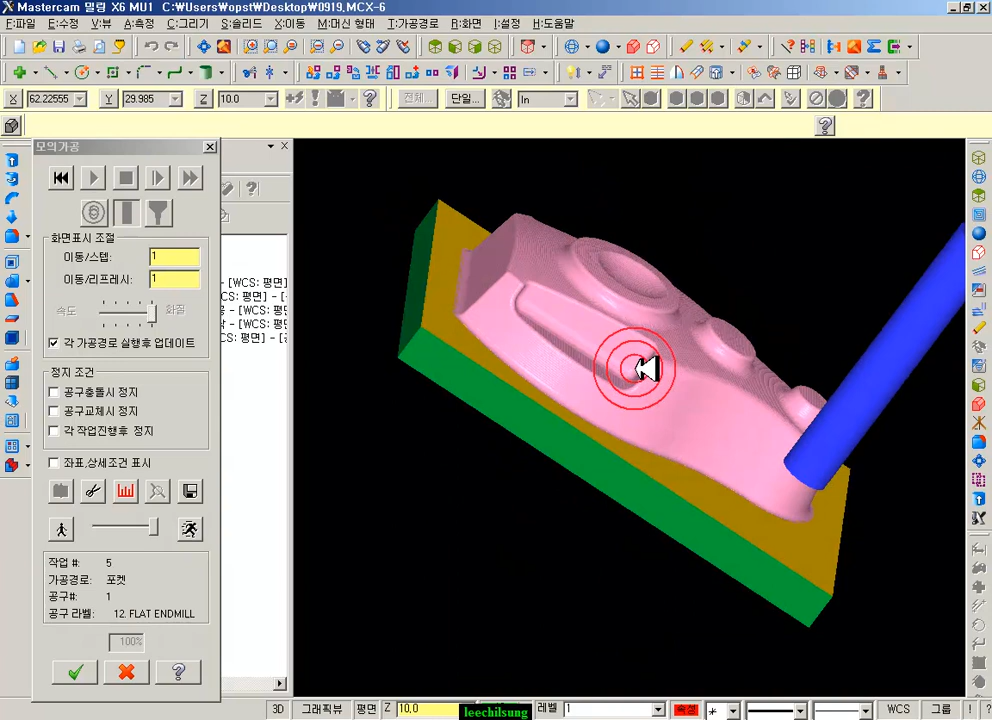 Mastercam 밀링 X6 MU1 C:₩Users₩opst₩Desktop₩0919.MCX-6
F:파일 E:수정 V:뷰 A:측정 C:그리기 S:솔리드 X:이동 M:머신 형태 T:가공경로 R:화면 I:설정 H:도움말
X 62.22555 Y 29.985 Z 10.0 전체... 단일... In
모의가공
화면표시 조절
이동/스텝: 1
이동/리프레시: 1
속도 화질
각 가공경로 실행후 업데이트
정지 조건
공구충돌시 정지
공구교체시 정지
각 작업진행후 정지
좌표,상세조건 표시
작업 #: 5
가공경로: 포켓
공구#: 1
공구 라벨: 12. FLAT ENDMILL
100%
- [WCS: 평면] -
[WCS: 평면] -
- [WCS: 평면]
- [WCS: 평면] -
[WCS: 평면] -
3D 그래픽뷰 평면 Z 10.0 레벨 1 속성 WCS 그룹 ! ?
leechilsung